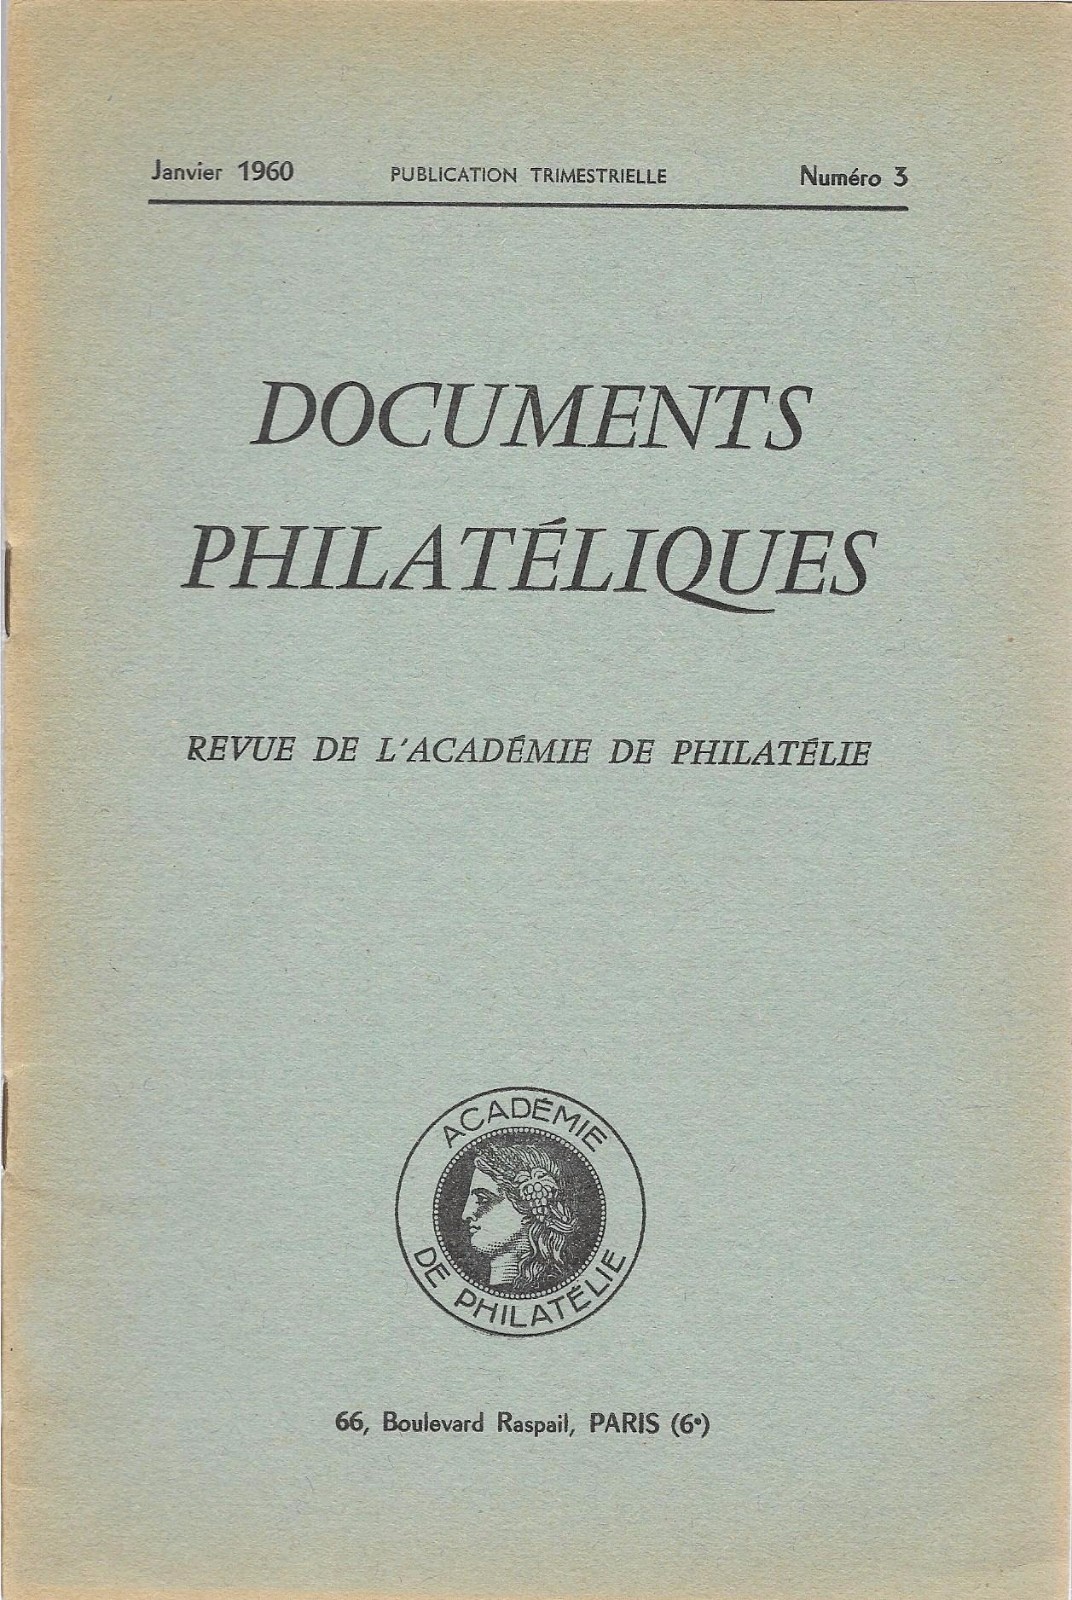 Janvier 1960 PUBLICATION TRIMESTRIELLE Numéro 3
DOCUMENTS
PHILATÉLIQUES
REVUE DE L'ACADÉMIE DE PHILATÉLIE
ACADÉMIE
DE PHILATÉLIE
66, Boulevard Raspail, PARIS (6e)